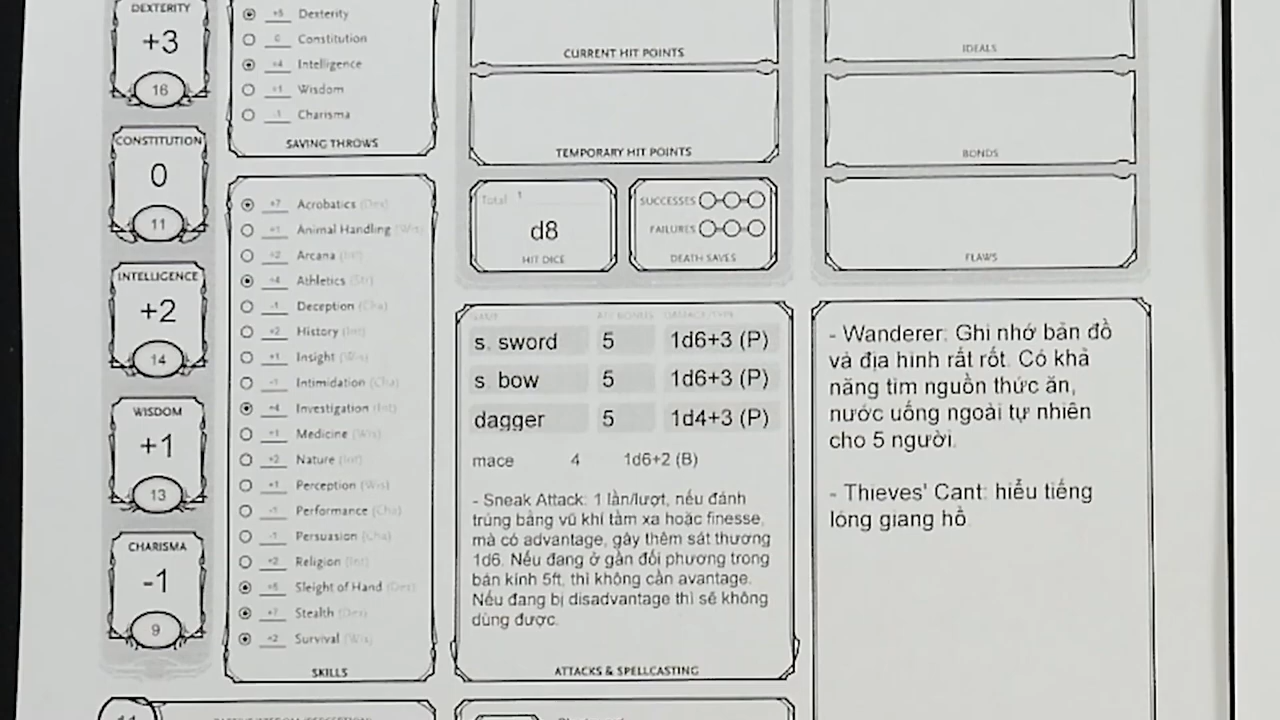 DEXTERITY
+3
16
CONSTITUTION
0
11
INTELLIGENCE
+2
14
WISDOM
+1
13
CHARISMA
-1
9
+5 Dexterity
0 Constitution
+4 Intelligence
+1 Wisdom
-1 Charisma
SAVING THROWS
+7 Acrobatics (Dex)
+1 Animal Handling (Wis)
+2 Arcana (Int)
+4 Athletics (Str)
-1 Deception (Cha)
+2 History (Int)
+1 Insight (Wis)
-1 Intimidation (Cha)
+4 Investigation (Int)
+1 Medicine (Wis)
+2 Nature (Int)
+1 Perception (Wis)
-1 Performance (Cha)
-1 Persuasion (Cha)
+2 Religion (Int)
Sleight of Hand (Dex)
+7 Stealth (Dex)
Survival (Wis)
SKILLS
CURRENT HIT POINTS
TEMPORARY HIT POINTS
Total 1
d8
HIT DICE
SUCCESSES
FAILURES
DEATH SAVES
NAME ATK BONUS DAMAGE/TYPE
s. sword 5 1d6+3 (P)
s. bow 5 1d6+3 (P)
dagger 5 1d4+3 (P)
mace 4 1d6+2 (B)
- Sneak Attack: 1 lần/lượt, nếu đánh
trúng bằng vũ khí tầm xa hoặc finesse,
mà có advantage, gây thêm sát thương
1d6. Nếu đang ở gần đối phương trong
bán kính 5ft, thì không cần avantage.
Nếu đang bị disadvantage thì sẽ không
dùng được.
ATTACKS & SPELLCASTING
IDEALS
BONDS
FLAWS
- Wanderer: Ghi nhớ bản đồ
và địa hình rất rốt. Có khả
năng tìm nguồn thức ăn,
nước uống ngoài tự nhiên
cho 5 người.
- Thieves' Cant: hiểu tiếng
lóng giang hồ
11